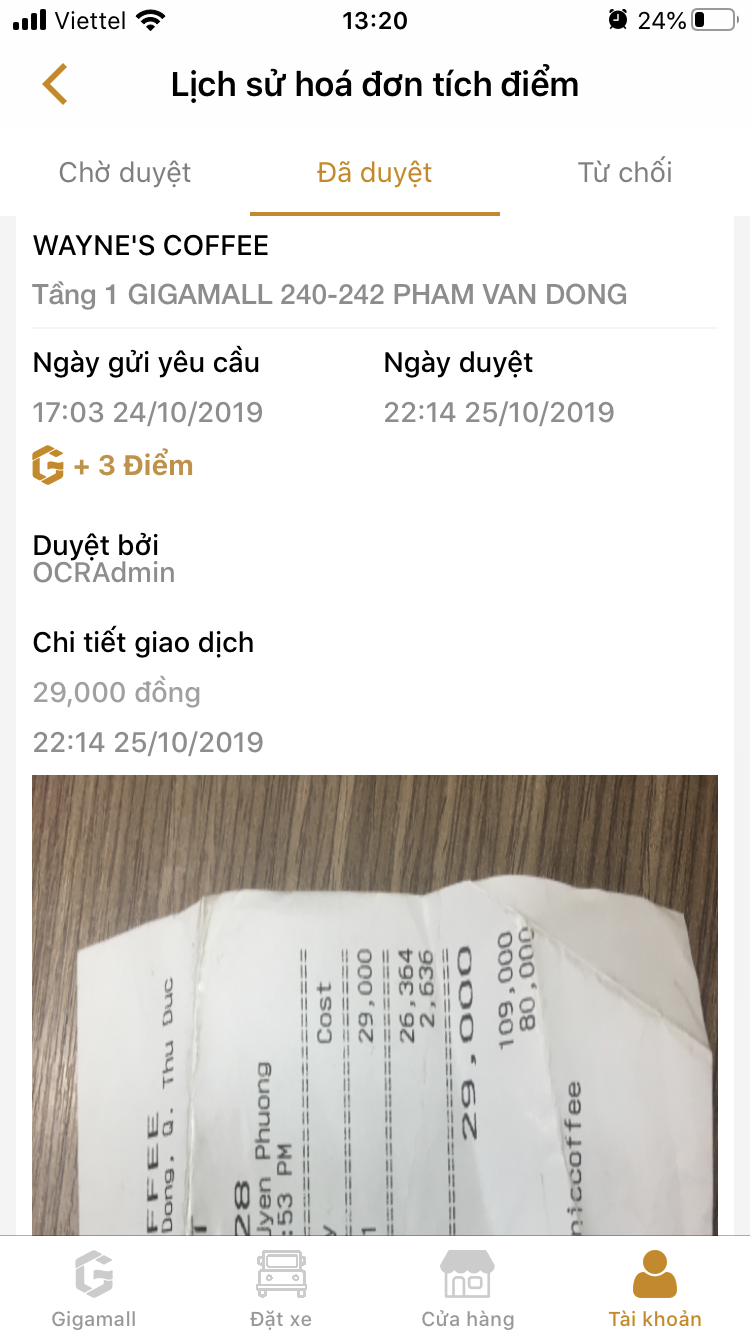 Viettel 13:20 24%
Lịch sử hoá đơn tích điểm
Chờ duyệt Đã duyệt Từ chối
WAYNE'S COFFEE
Tầng 1 GIGAMALL 240-242 PHAM VAN DONG
Ngày gửi yêu cầu Ngày duyệt
17:03 24/10/2019 22:14 25/10/2019
+ 3 Điểm
Duyệt bởi
OCRAdmin
Chi tiết giao dịch
29,000 đồng
22:14 25/10/2019
FFEE
Dong, Q. Thu Duc
28
uyen Phuong
:53 PM
Cost
29,000
26,364
2,636
29,000
109,000
80,000
niccoffee
Gigamall Đặt xe Cửa hàng Tài khoản